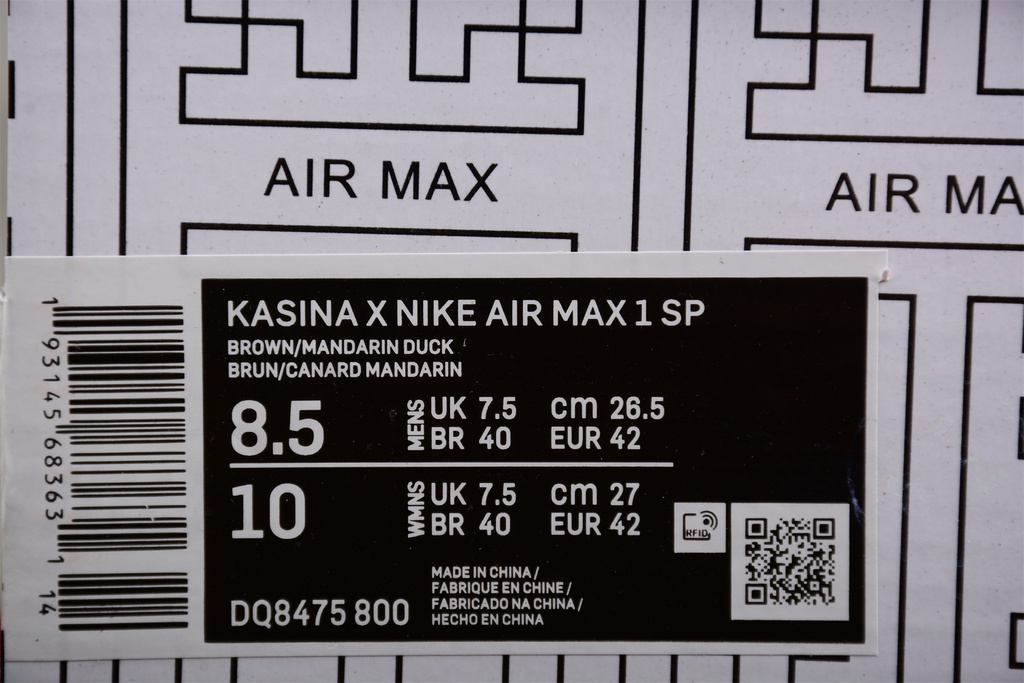 AIR MAX
AIR MA
KASINA X NIKE AIR MAX 1 SP
BROWN/MANDARIN DUCK
BRUN/CANARD MANDARIN
8.5 MENS UK 7.5 CM 26.5
BR 40 EUR 42
10 WMNS UK 7.5 CM 27
BR 40 EUR 42
RFID
MADE IN CHINA /
FABRIQUE EN CHINE /
FABRICADO NA CHINA /
HECHO EN CHINA
DQ8475 800
1 93145 68363 1 14